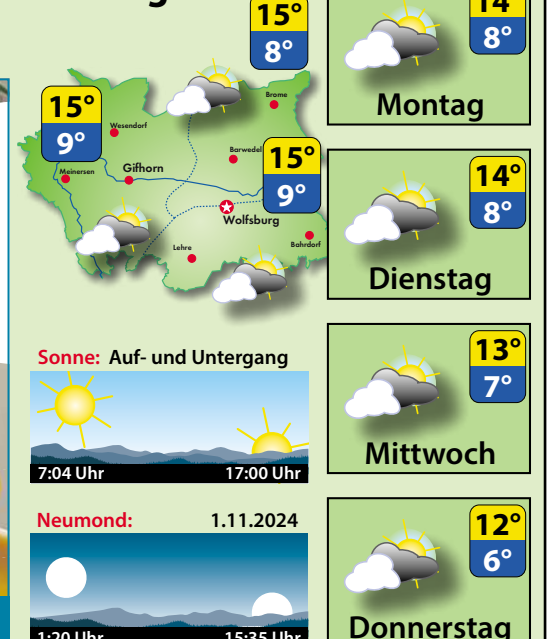 15°
8°
15°
9°
Brome
Wesendorf
Barwedel
15°
9°
Meinersen
Gifhorn
Wolfsburg
Lehre
Bahrdorf
14°
8°
Montag
14°
8°
Dienstag
13°
7°
Mittwoch
12°
6°
Donnerstag
Sonne: Auf- und Untergang
7:04 Uhr 17:00 Uhr
Neumond: 1.11.2024
1:20 Uhr 15:35 Uhr